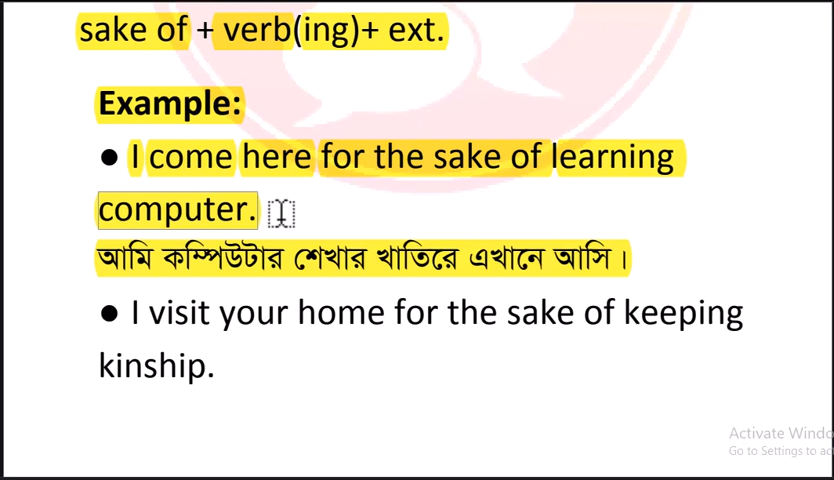 sake of + verb(ing)+ ext.
Example:
● I come here for the sake of learning
computer.
আমি কম্পিউটার শেখার খাতিরে এখানে আসি।
● I visit your home for the sake of keeping
kinship.
Activate Windo
Go to Settings to ac